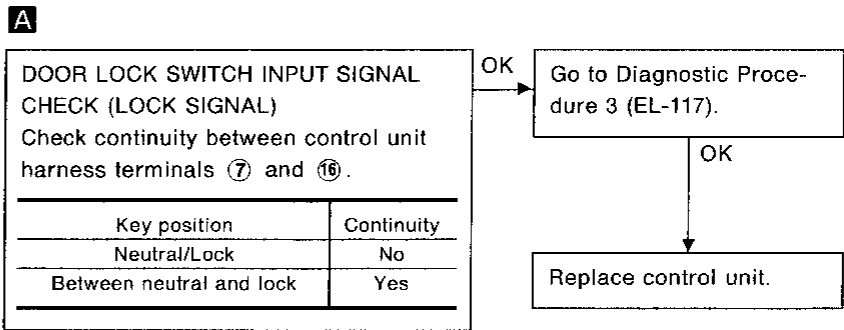 A
DOOR LOCK SWITCH INPUT SIGNAL
CHECK (LOCK SIGNAL)
Check continuity between control unit
harness terminals ⑦ and ⑯.
Key position Continuity
Neutral/Lock No
Between neutral and lock Yes
OK
Go to Diagnostic Proce-
dure 3 (EL-117).
OK
Replace control unit.